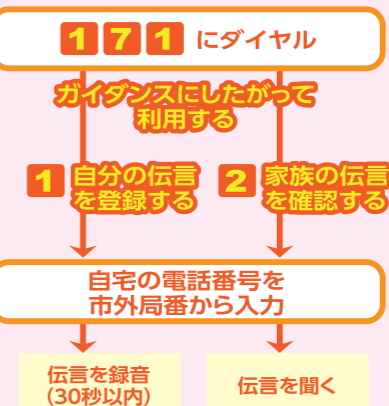 171 にダイヤル
ガイダンスにしたがって
利用する
1 自分の伝言
を登録する
2 家族の伝言
を確認する
自宅の電話番号を
市外局番から入力
伝言を録音
(30秒以内)
伝言を聞く